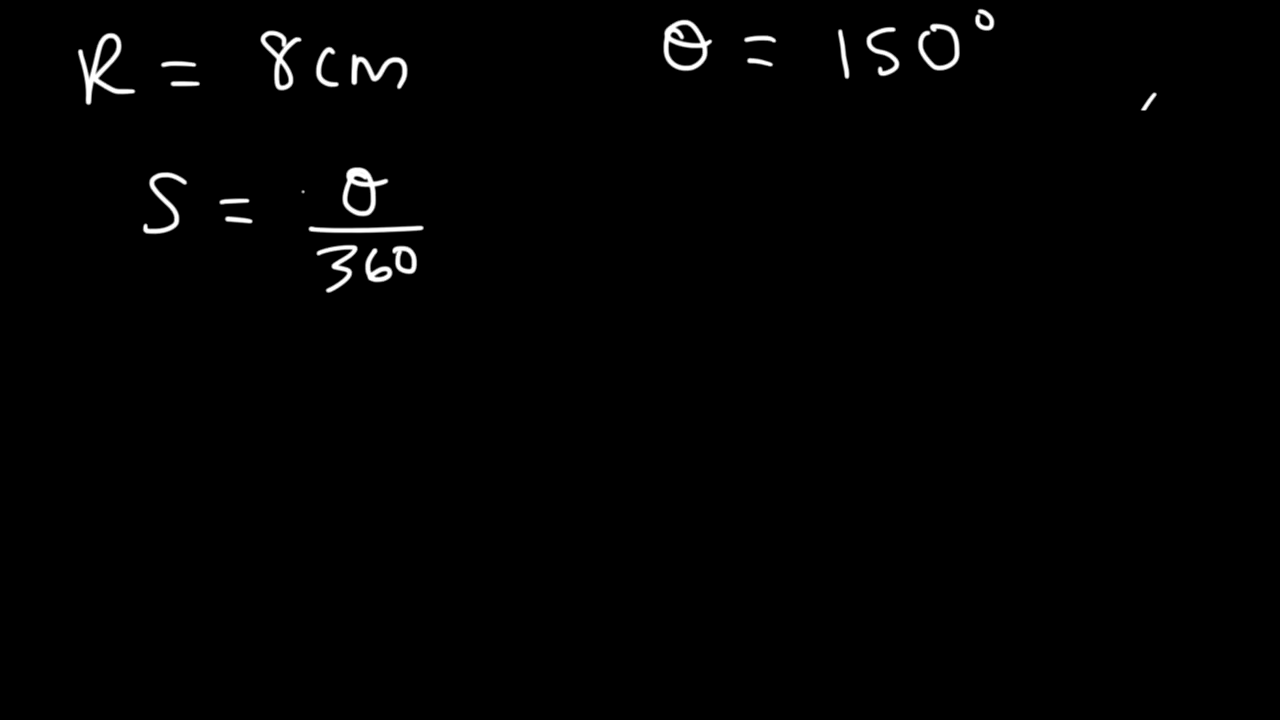 R = 8cm θ = 150°
S = θ/360